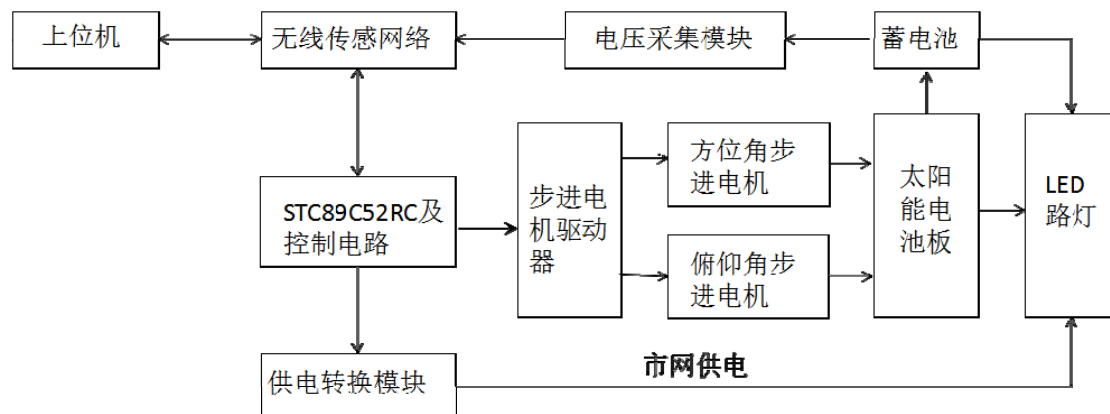 上位机
无线传感网络
电压采集模块
蓄电池
STC89C52RC及
控制电路
步进电
机驱动
器
方位角步
进电机
俯仰角步
进电机
太阳
能电
池板
LED
路灯
供电转换模块
市网供电